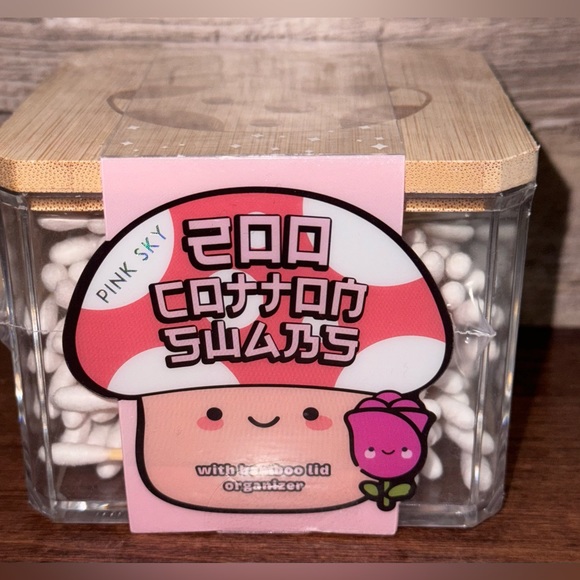 PINK SKY
200
COTTON
SWABS
with bamboo lid
organizer